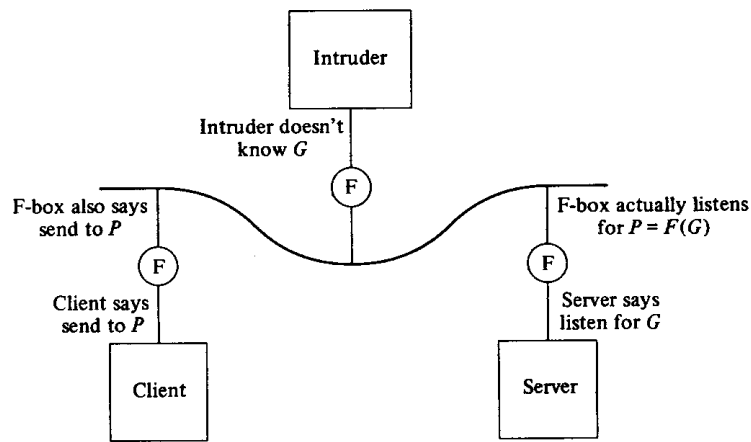 Intruder
Intruder doesn't
know G
F
F-box also says
send to P
F
Client says
send to P
Client
F-box actually listens
for P = F(G)
F
Server says
listen for G
Server